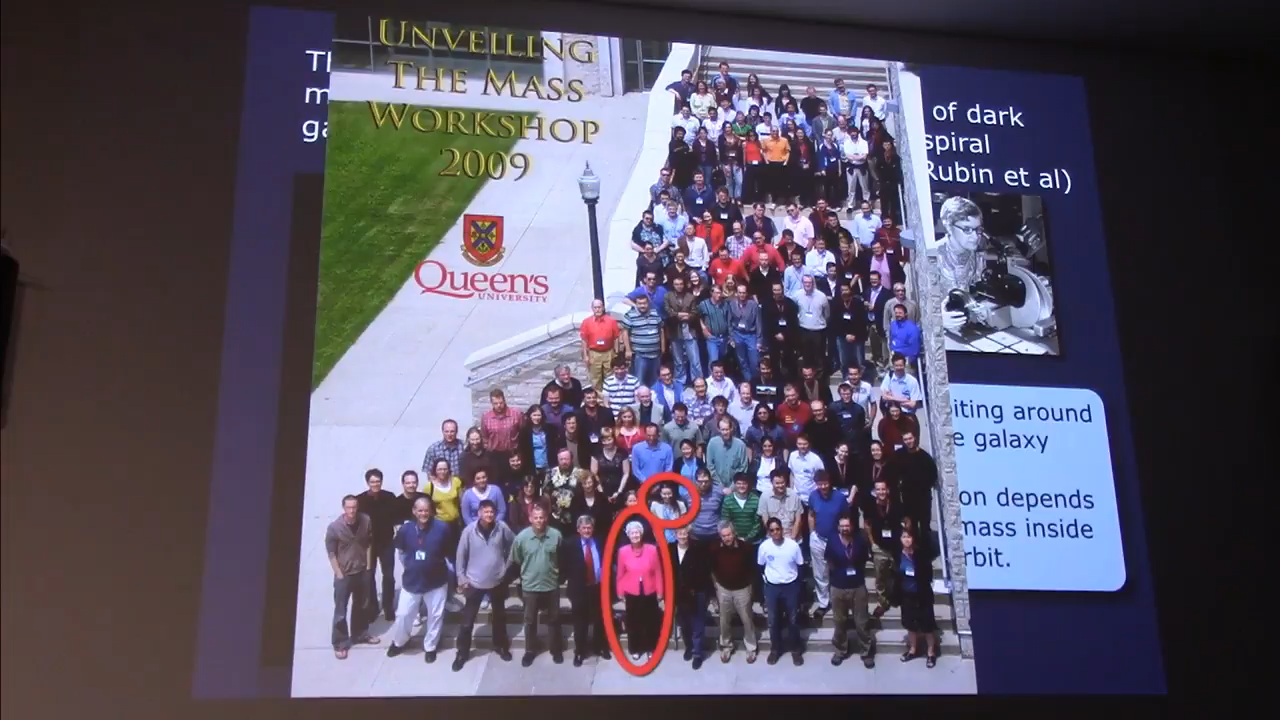 UNVEILING
THE MASS
WORKSHOP
2009
QUEEN'S
UNIVERSITY
of dark
spiral
Rubin et al)
iting around
e galaxy
on depends
mass inside
rbit.